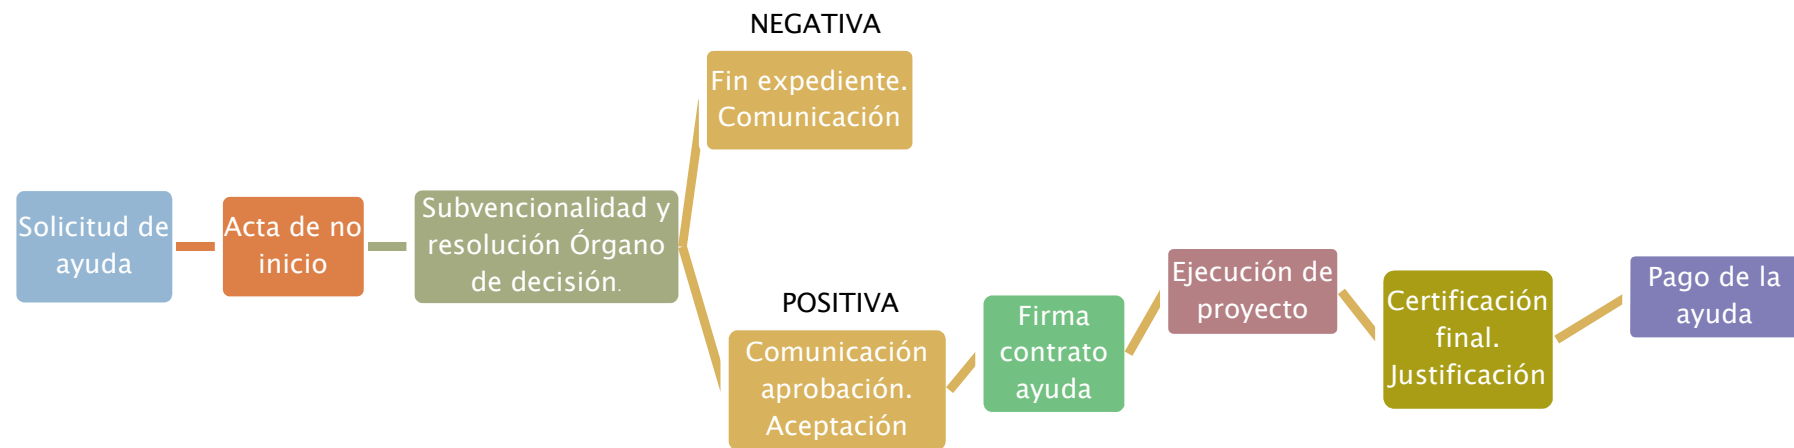 Solicitud de
ayuda
Acta de no
inicio
Subvencionalidad y
resolución Órgano
de decisión.
NEGATIVA
Fin expediente.
Comunicación
POSITIVA
Comunicación
aprobación.
Aceptación
Firma
contrato
ayuda
Ejecución de
proyecto
Certificación
final.
Justificación
Pago de la
ayuda